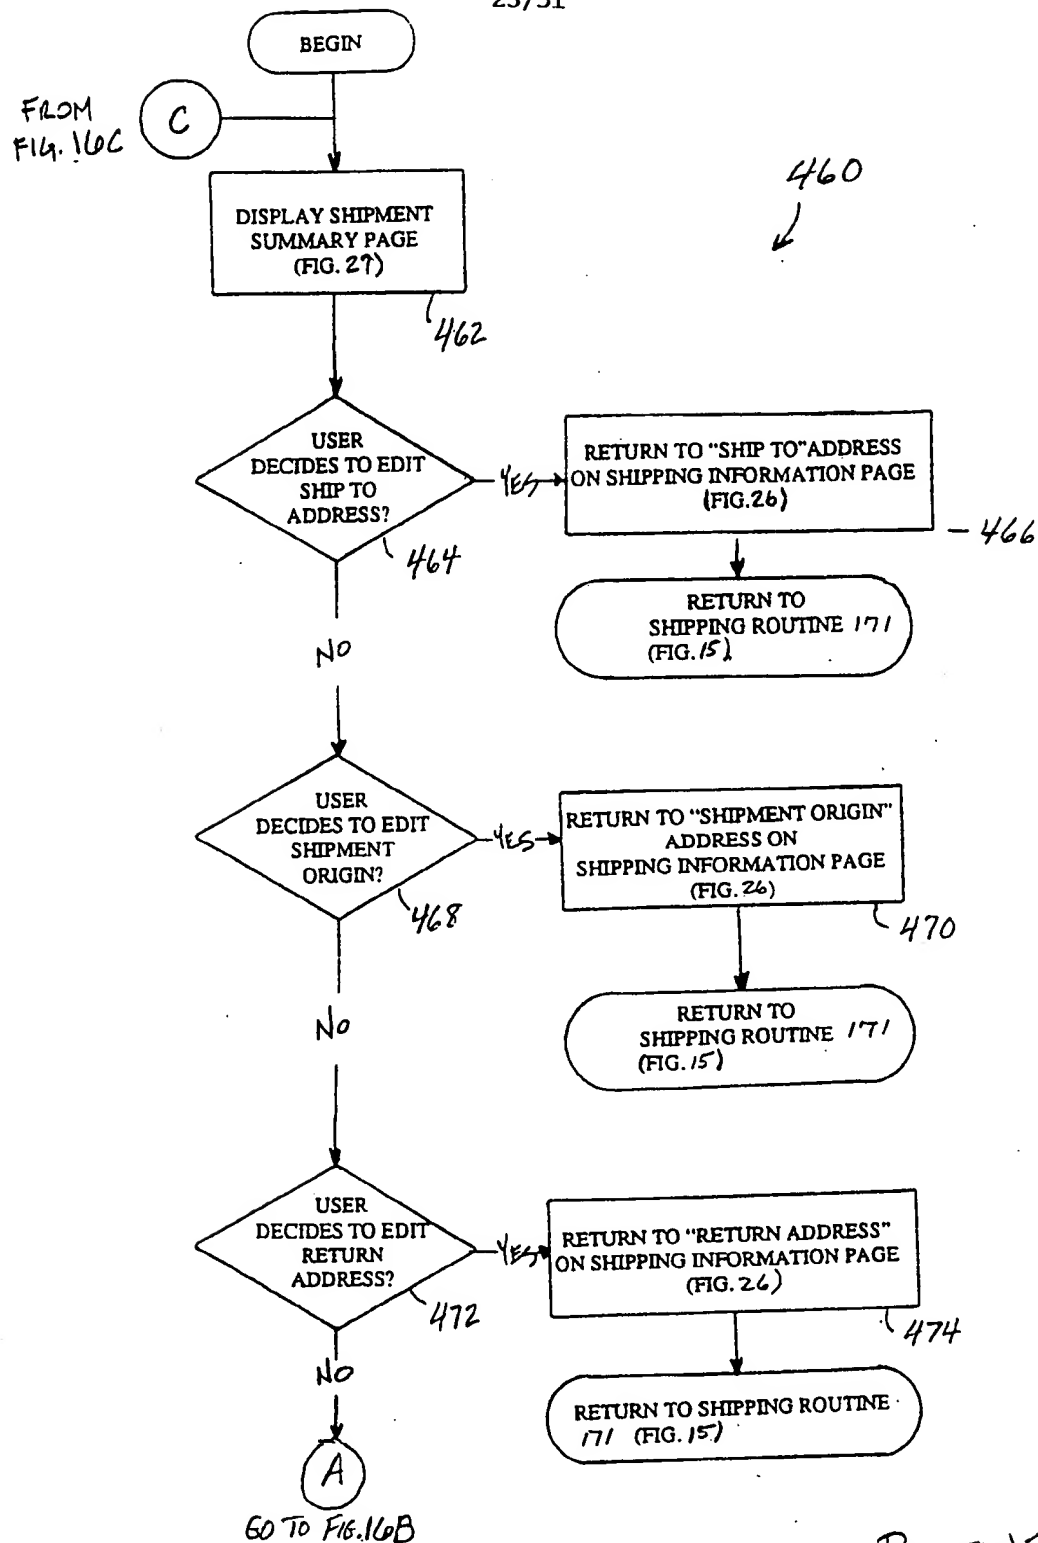 BEGIN
FROM
FIG. 16C
C
460
DISPLAY SHIPMENT
SUMMARY PAGE
(FIG. 27)
462
USER
DECIDES TO EDIT
SHIP TO
ADDRESS?
464
YES
RETURN TO "SHIP TO" ADDRESS
ON SHIPPING INFORMATION PAGE
(FIG.26)
466
RETURN TO
SHIPPING ROUTINE 171
(FIG.15)
NO
USER
DECIDES TO EDIT
SHIPMENT
ORIGIN?
468
YES
RETURN TO "SHIPMENT ORIGIN"
ADDRESS ON
SHIPPING INFORMATION PAGE
(FIG.26)
470
RETURN TO
SHIPPING ROUTINE 171
(FIG.15)
NO
USER
DECIDES TO EDIT
RETURN
ADDRESS?
472
YES
RETURN TO "RETURN ADDRESS"
ON SHIPPING INFORMATION PAGE
(FIG.26)
474
RETURN TO SHIPPING ROUTINE
171 (FIG.15)
NO
A
GO TO FIG.16B